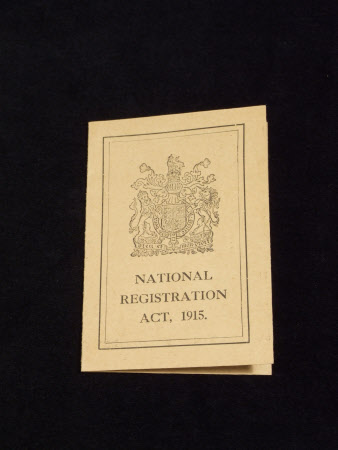 NATIONAL
REGISTRATION
ACT, 1915.